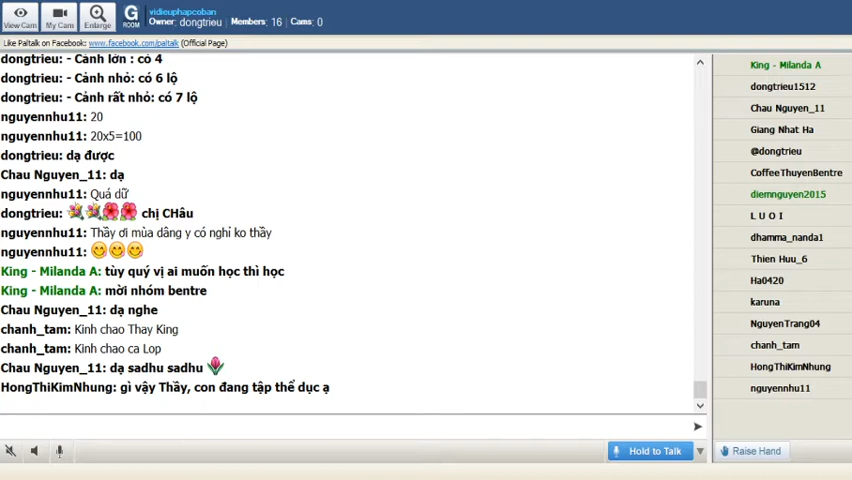 vidieuphapcoban
Owner: dongtrieu Members: 16 Cams: 0
View Cam
My Cam
Enlarge
G
ROOM
Like Paltalk on Facebook: www.facebook.com/paltalk (Official Page)
dongtrieu: - Cảnh lớn : có 4
dongtrieu: - Cảnh nhỏ: có 6 lộ
dongtrieu: - Cảnh rất nhỏ: có 7 lộ
nguyennhu11: 20
nguyennhu11: 20x5=100
dongtrieu: dạ được
Chau Nguyen_11: dạ
nguyennhu11: Quá dữ
dongtrieu: chị CHâu
nguyennhu11: Thầy ơi mùa dâng y có nghỉ ko thầy
nguyennhu11:
King - Milanda A: tùy quý vị ai muốn học thì học
King - Milanda A: mời nhóm bentre
Chau Nguyen_11: dạ nghe
chanh_tam: Kinh chao Thay King
chanh_tam: Kinh chao ca Lop
Chau Nguyen_11: dạ sadhu sadhu
HongThiKimNhung: gì vậy Thầy, con đang tập thể dục ạ
Hold to Talk
King - Milanda A
dongtrieu1512
Chau Nguyen_11
Giang Nhat Ha
@dongtrieu
CoffeeThuyenBentre
diemnguyen2015
L U O I
dhamma_nanda1
Thien Huu_6
Ha0420
karuna
NguyenTrang04
chanh_tam
HongThiKimNhung
nguyennhu11
Raise Hand